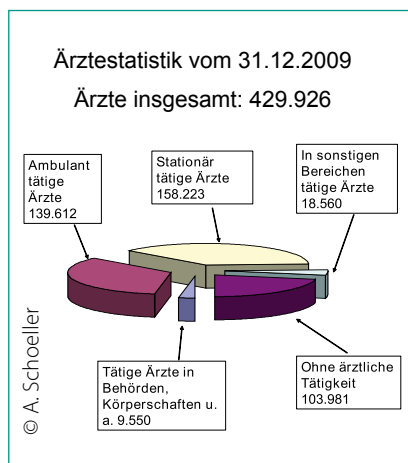 Ärztestatistik vom 31.12.2009
Ärzte insgesamt: 429.926
Ambulant
tätige
Ärzte
139.612
Stationär
tätige Ärzte
158.223
In sonstigen
Bereichen
tätige Ärzte
18.560
Tätige Ärzte in
Behörden,
Körperschaften u.
a. 9.550
Ohne ärztliche
Tätigkeit
103.981
© A. Schoeller